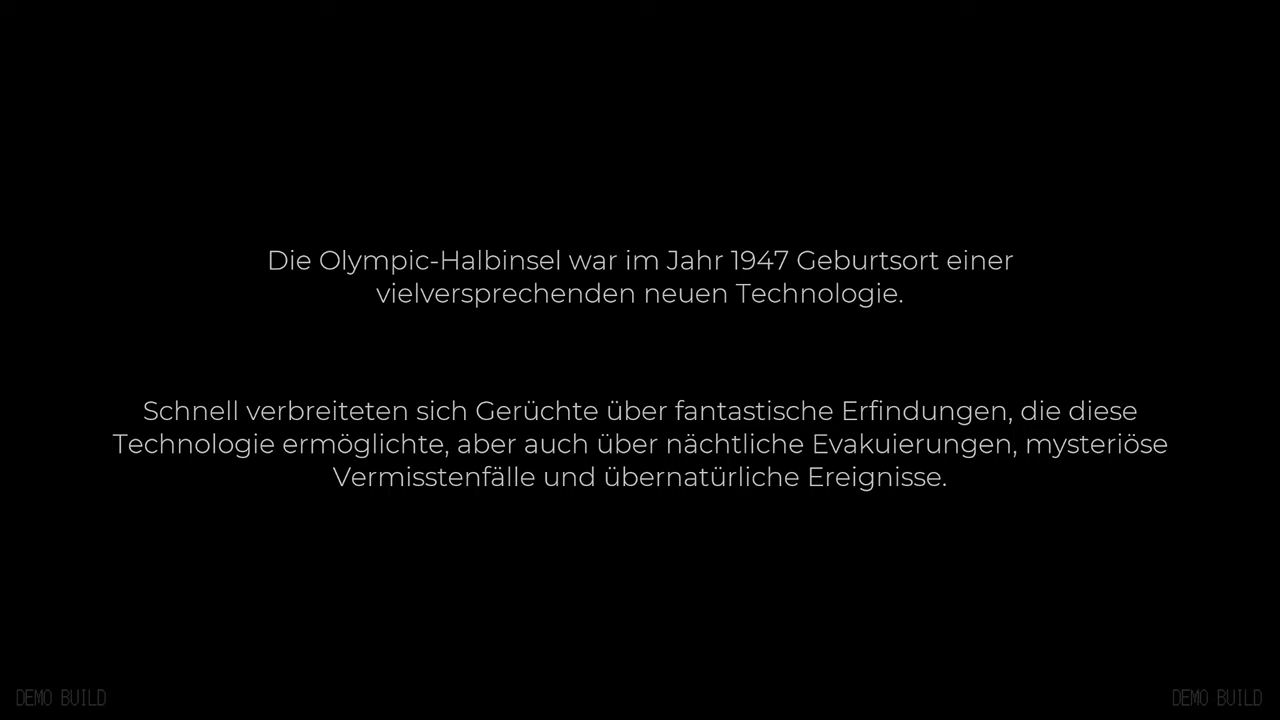 Die Olympic-Halbinsel war im Jahr 1947 Geburtsort einer
vielversprechenden neuen Technologie.
Schnell verbreiteten sich Gerüchte über fantastische Erfindungen, die diese
Technologie ermöglichte, aber auch über nächtliche Evakuierungen, mysteriöse
Vermisstenfälle und übernatürliche Ereignisse.
DEMO BUILD
DEMO BUILD